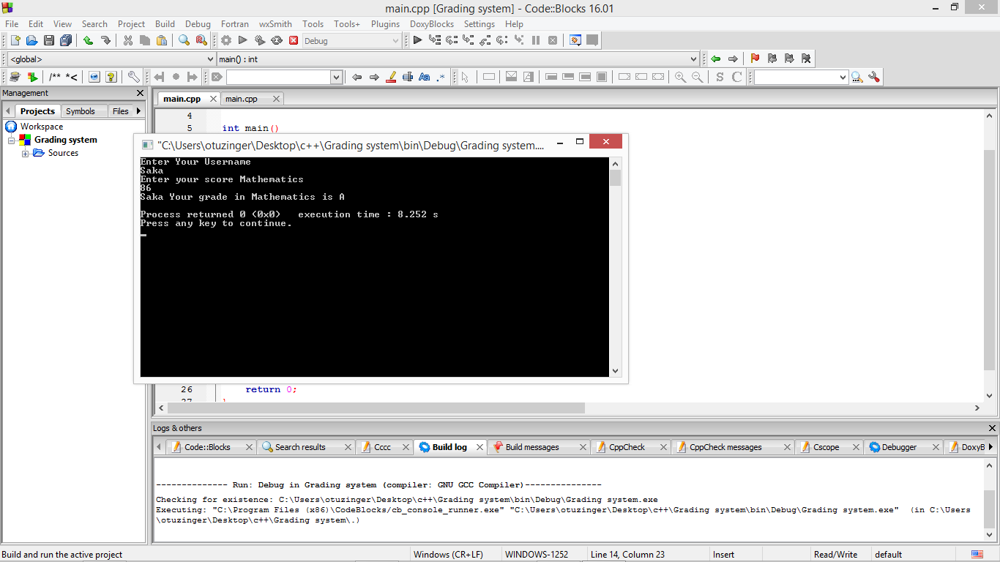 main.cpp [Grading system] - Code::Blocks 16.01
File Edit View Search Project Build Debug Fortran wxSmith Tools Tools+ Plugins DoxyBlocks Settings Help
Debug
<global> main() : int
/** *< Aa .* S C
Management
main.cpp main.cpp
Projects Symbols Files
4
Workspace
5 int main()
Grading system
Sources
"C:\Users\otuzinger\Desktop\c++\Grading system\bin\Debug\Grading system....
Enter Your Username
Saka
Enter your score Mathematics
86
Saka Your grade in Mathematics is A
Process returned 0 (0x0) execution time : 8.252 s
Press any key to continue.
26 return 0;
27 }
Logs & others
Code::Blocks Search results Cccc Build log Build messages CppCheck CppCheck messages Cscope Debugger DoxyB
-------------- Run: Debug in Grading system (compiler: GNU GCC Compiler)---------------
Checking for existence: C:\Users\otuzinger\Desktop\c++\Grading system\bin\Debug\Grading system.exe
Executing: "C:\Program Files (x86)\CodeBlocks/cb_console_runner.exe" "C:\Users\otuzinger\Desktop\c++\Grading system\bin\Debug\Grading system.exe" (in C:\Users
\otuzinger\Desktop\c++\Grading system\.)
Build and run the active project Windows (CR+LF) WINDOWS-1252 Line 14, Column 23 Insert Read/Write default